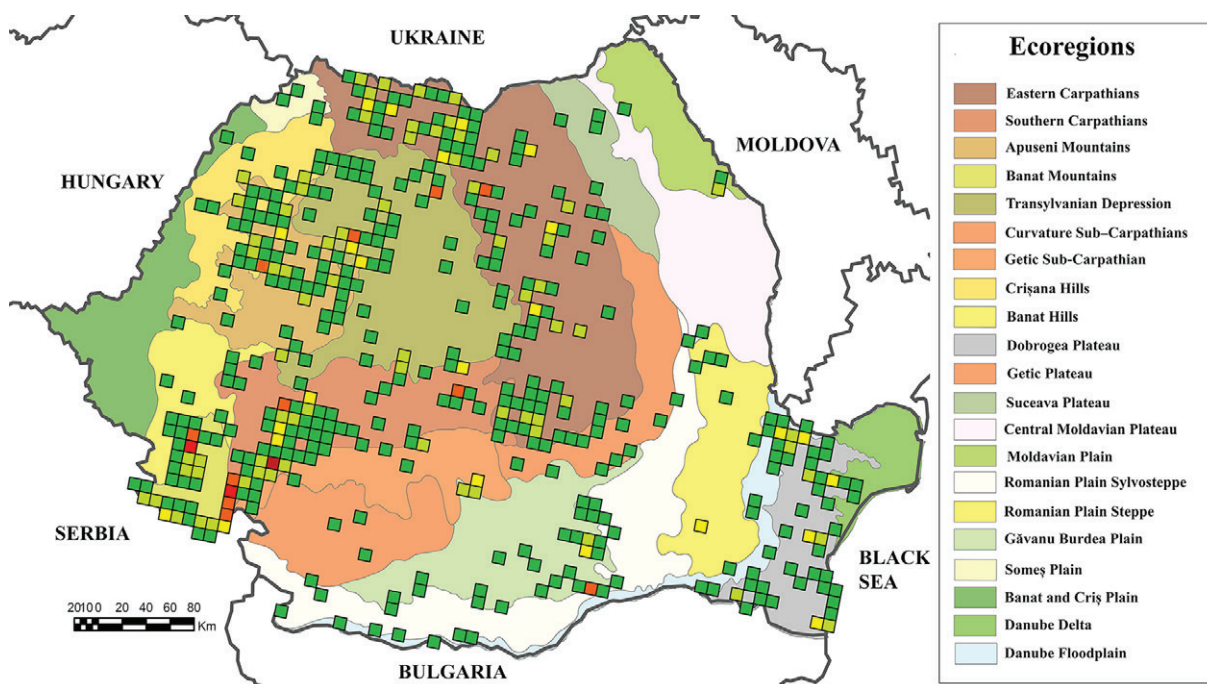 UKRAINE
MOLDOVA
HUNGARY
SERBIA
BLACK
SEA
BULGARIA
20 10 0 20 40 60 80
Km
Ecoregions
Eastern Carpathians
Southern Carpathians
Apuseni Mountains
Banat Mountains
Transylvanian Depression
Curvature Sub–Carpathians
Getic Sub-Carpathian
Crișana Hills
Banat Hills
Dobrogea Plateau
Getic Plateau
Suceava Plateau
Central Moldavian Plateau
Moldavian Plain
Romanian Plain Sylvosteppe
Romanian Plain Steppe
Găvanu Burdea Plain
Someș Plain
Banat and Criș Plain
Danube Delta
Danube Floodplain